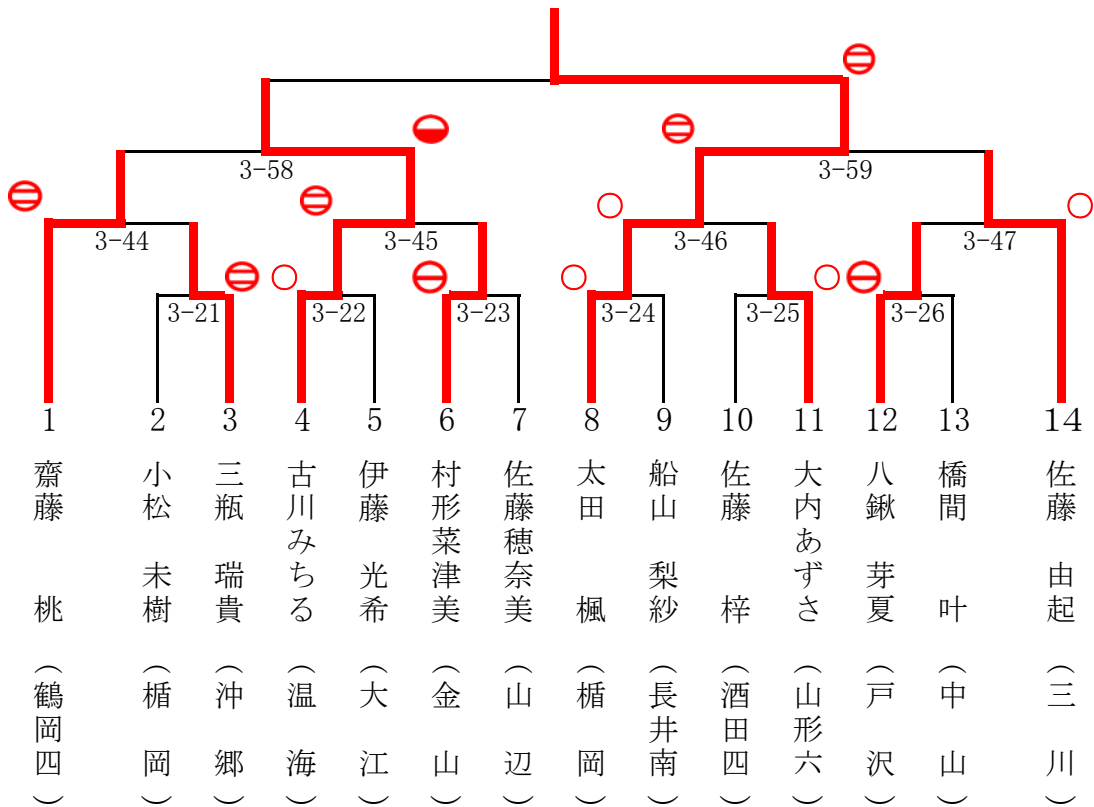 3-58
3-59
3-44
3-45
3-46
3-47
3-21
3-22
3-23
3-24
3-25
3-26
1
2
3
4
5
6
7
8
9
10
11
12
13
14
齋藤 桃 (鶴岡四)
小松 未樹 (楯岡)
三瓶 瑞貴 (沖郷)
古川みちる (温海)
伊藤 光希 (大江)
村形菜津美 (金山)
佐藤穂奈美 (山辺)
太田 楓 (楯岡)
船山 梨紗 (長井南)
佐藤 梓 (酒田四)
大内あずさ (山形六)
八鍬 芽夏 (戸沢)
橋間 叶 (中山)
佐藤 由起 (三川)